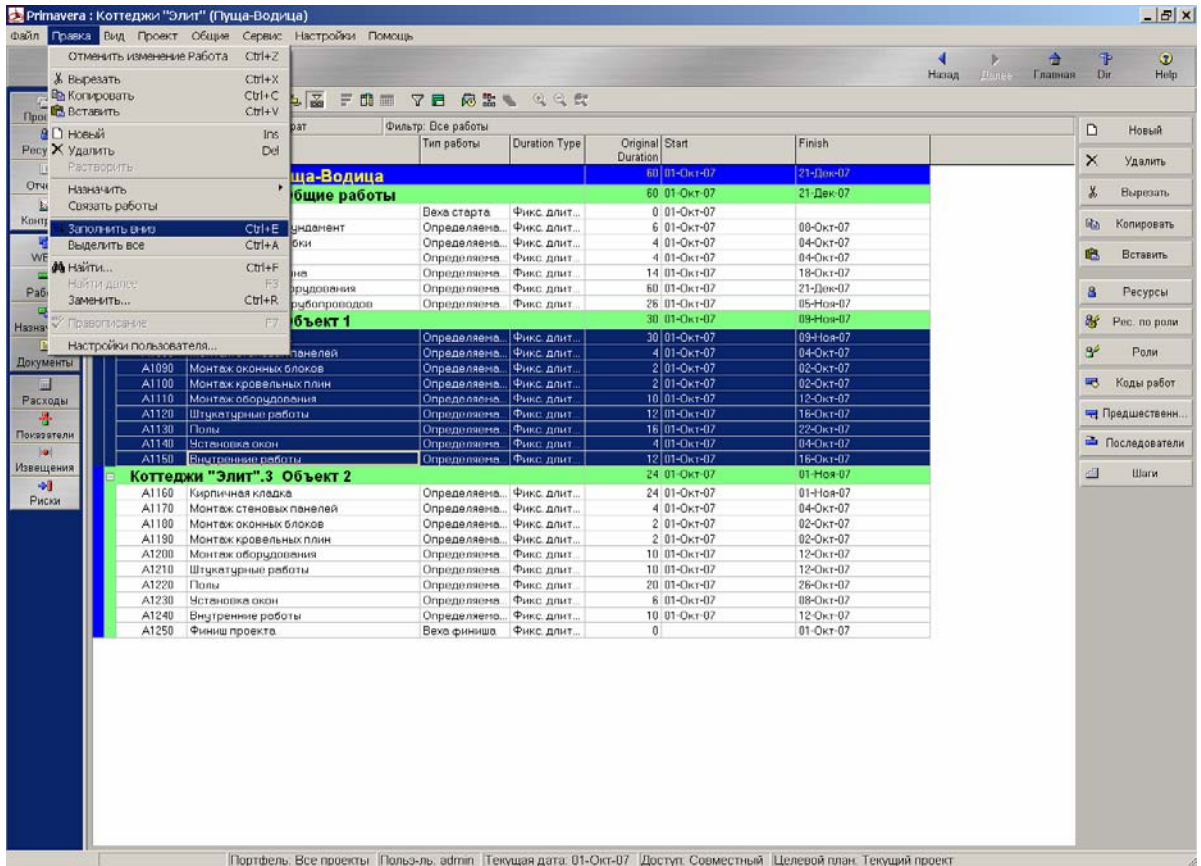 Primavera : Коттеджи "Элит" (Пуща-Водица)
Файл Правка Вид Проект Общие Сервис Настройки Помощь
Отменить изменение Работа Ctrl+Z
Вырезать Ctrl+X
Копировать Ctrl+C
Вставить Ctrl+V
Новый Ins
Удалить Del
Растворить
Назначить
Связать работы
Заполнить вниз Ctrl+E
Выделить все Ctrl+A
Найти... Ctrl+F
Найти далее F3
Заменить... Ctrl+R
Правописание F7
Настройки пользователя...
Назад Далее Главная Dir Help
Фильтр: Все работы
Тип работы Duration Type Original Duration Start Finish
ща-Водица 60 01-Окт-07 21-Дек-07
бщие работы 60 01-Окт-07 21-Дек-07
Веха старта Фикс. длит... 0 01-Окт-07
ундамент Определяема... Фикс. длит... 6 01-Окт-07 08-Окт-07
бки Определяема... Фикс. длит... 4 01-Окт-07 04-Окт-07
Определяема... Фикс. длит... 4 01-Окт-07 04-Окт-07
на Определяема... Фикс. длит... 14 01-Окт-07 18-Окт-07
орудования Определяема... Фикс. длит... 60 01-Окт-07 21-Дек-07
рубопроводов Определяема... Фикс. длит... 26 01-Окт-07 05-Ноя-07
бъект 1 30 01-Окт-07 09-Ноя-07
Определяема... Фикс. длит... 30 01-Окт-07 09-Ноя-07
панелей Определяема... Фикс. длит... 4 01-Окт-07 04-Окт-07
A1090 Монтаж оконных блоков Определяема... Фикс. длит... 2 01-Окт-07 02-Окт-07
A1100 Монтаж кровельных плин Определяема... Фикс. длит... 2 01-Окт-07 02-Окт-07
A1110 Монтаж оборудования Определяема... Фикс. длит... 10 01-Окт-07 12-Окт-07
A1120 Штукатурные работы Определяема... Фикс. длит... 12 01-Окт-07 16-Окт-07
A1130 Полы Определяема... Фикс. длит... 16 01-Окт-07 22-Окт-07
A1140 Установка окон Определяема... Фикс. длит... 4 01-Окт-07 04-Окт-07
A1150 Внутренние работы Определяема... Фикс. длит... 12 01-Окт-07 16-Окт-07
Коттеджи "Элит".3 Объект 2 24 01-Окт-07 01-Ноя-07
A1160 Кирпичная кладка Определяема... Фикс. длит... 24 01-Окт-07 01-Ноя-07
A1170 Монтаж стеновых панелей Определяема... Фикс. длит... 4 01-Окт-07 04-Окт-07
A1180 Монтаж оконных блоков Определяема... Фикс. длит... 2 01-Окт-07 02-Окт-07
A1190 Монтаж кровельных плин Определяема... Фикс. длит... 2 01-Окт-07 02-Окт-07
A1200 Монтаж оборудования Определяема... Фикс. длит... 10 01-Окт-07 12-Окт-07
A1210 Штукатурные работы Определяема... Фикс. длит... 10 01-Окт-07 12-Окт-07
A1220 Полы Определяема... Фикс. длит... 20 01-Окт-07 26-Окт-07
A1230 Установка окон Определяема... Фикс. длит... 6 01-Окт-07 08-Окт-07
A1240 Внутренние работы Определяема... Фикс. длит... 10 01-Окт-07 12-Окт-07
A1250 Финиш проекта Веха финиша Фикс. длит... 0 01-Окт-07
Документы
Расходы
Показатели
Извещения
Риски
Новый
Удалить
Вырезать
Копировать
Вставить
Ресурсы
Рес. по роли
Роли
Коды работ
Предшественн...
Последователи
Шаги
Портфель: Все проекты Польз-ль: admin Текущая дата: 01-Окт-07 Доступ: Совместный Целевой план: Текущий проект